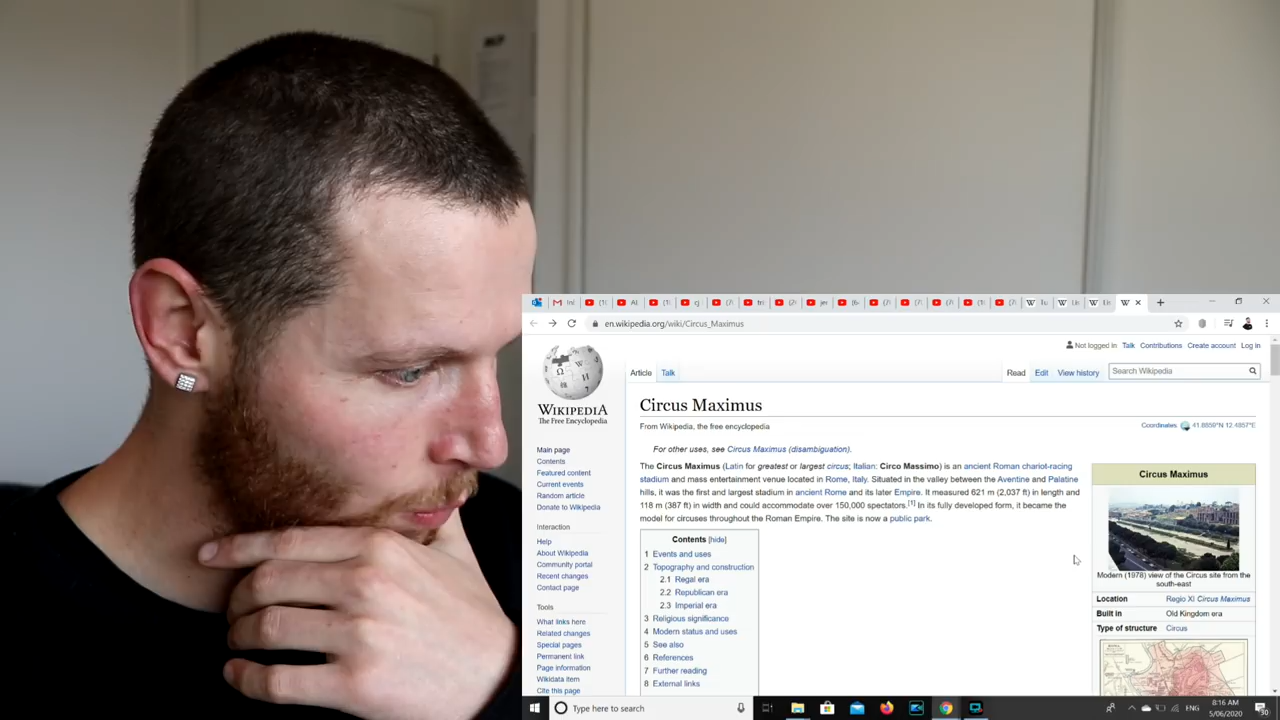 en.wikipedia.org/wiki/Circus_Maximus
Not logged in Talk Contributions Create account Log in
Article Talk
Read Edit View history
Search Wikipedia
WIKIPEDIA
The Free Encyclopedia
Main page
Contents
Featured content
Current events
Random article
Donate to Wikipedia
Interaction
Help
About Wikipedia
Community portal
Recent changes
Contact page
Tools
What links here
Related changes
Special pages
Permanent link
Page information
Wikidata item
Cite this page
Circus Maximus
From Wikipedia, the free encyclopedia
Coordinates
For other uses, see Circus Maximus (disambiguation).
The Circus Maximus (Latin for greatest or largest circus; Italian: Circo Massimo) is an ancient Roman chariot-racing
stadium and mass entertainment venue located in Rome, Italy. Situated in the valley between the Aventine and Palatine
hills, it was the first and largest stadium in ancient Rome and its later Empire. It measured 621 m (2,037 ft) in length and
118 m (387 ft) in width and could accommodate over 150,000 spectators.[1] In its fully developed form, it became the
model for circuses throughout the Roman Empire. The site is now a public park.
Contents [hide]
1 Events and uses
2 Topography and construction
2.1 Regal era
2.2 Republican era
2.3 Imperial era
3 Religious significance
4 Modern status and uses
5 See also
6 References
7 Further reading
8 External links
Circus Maximus
Modern (1978) view of the Circus site from the
south-east
Location Regio XI Circus Maximus
Built in Old Kingdom era
Type of structure Circus
Type here to search
ENG
8:16 AM
5/06/2020
30